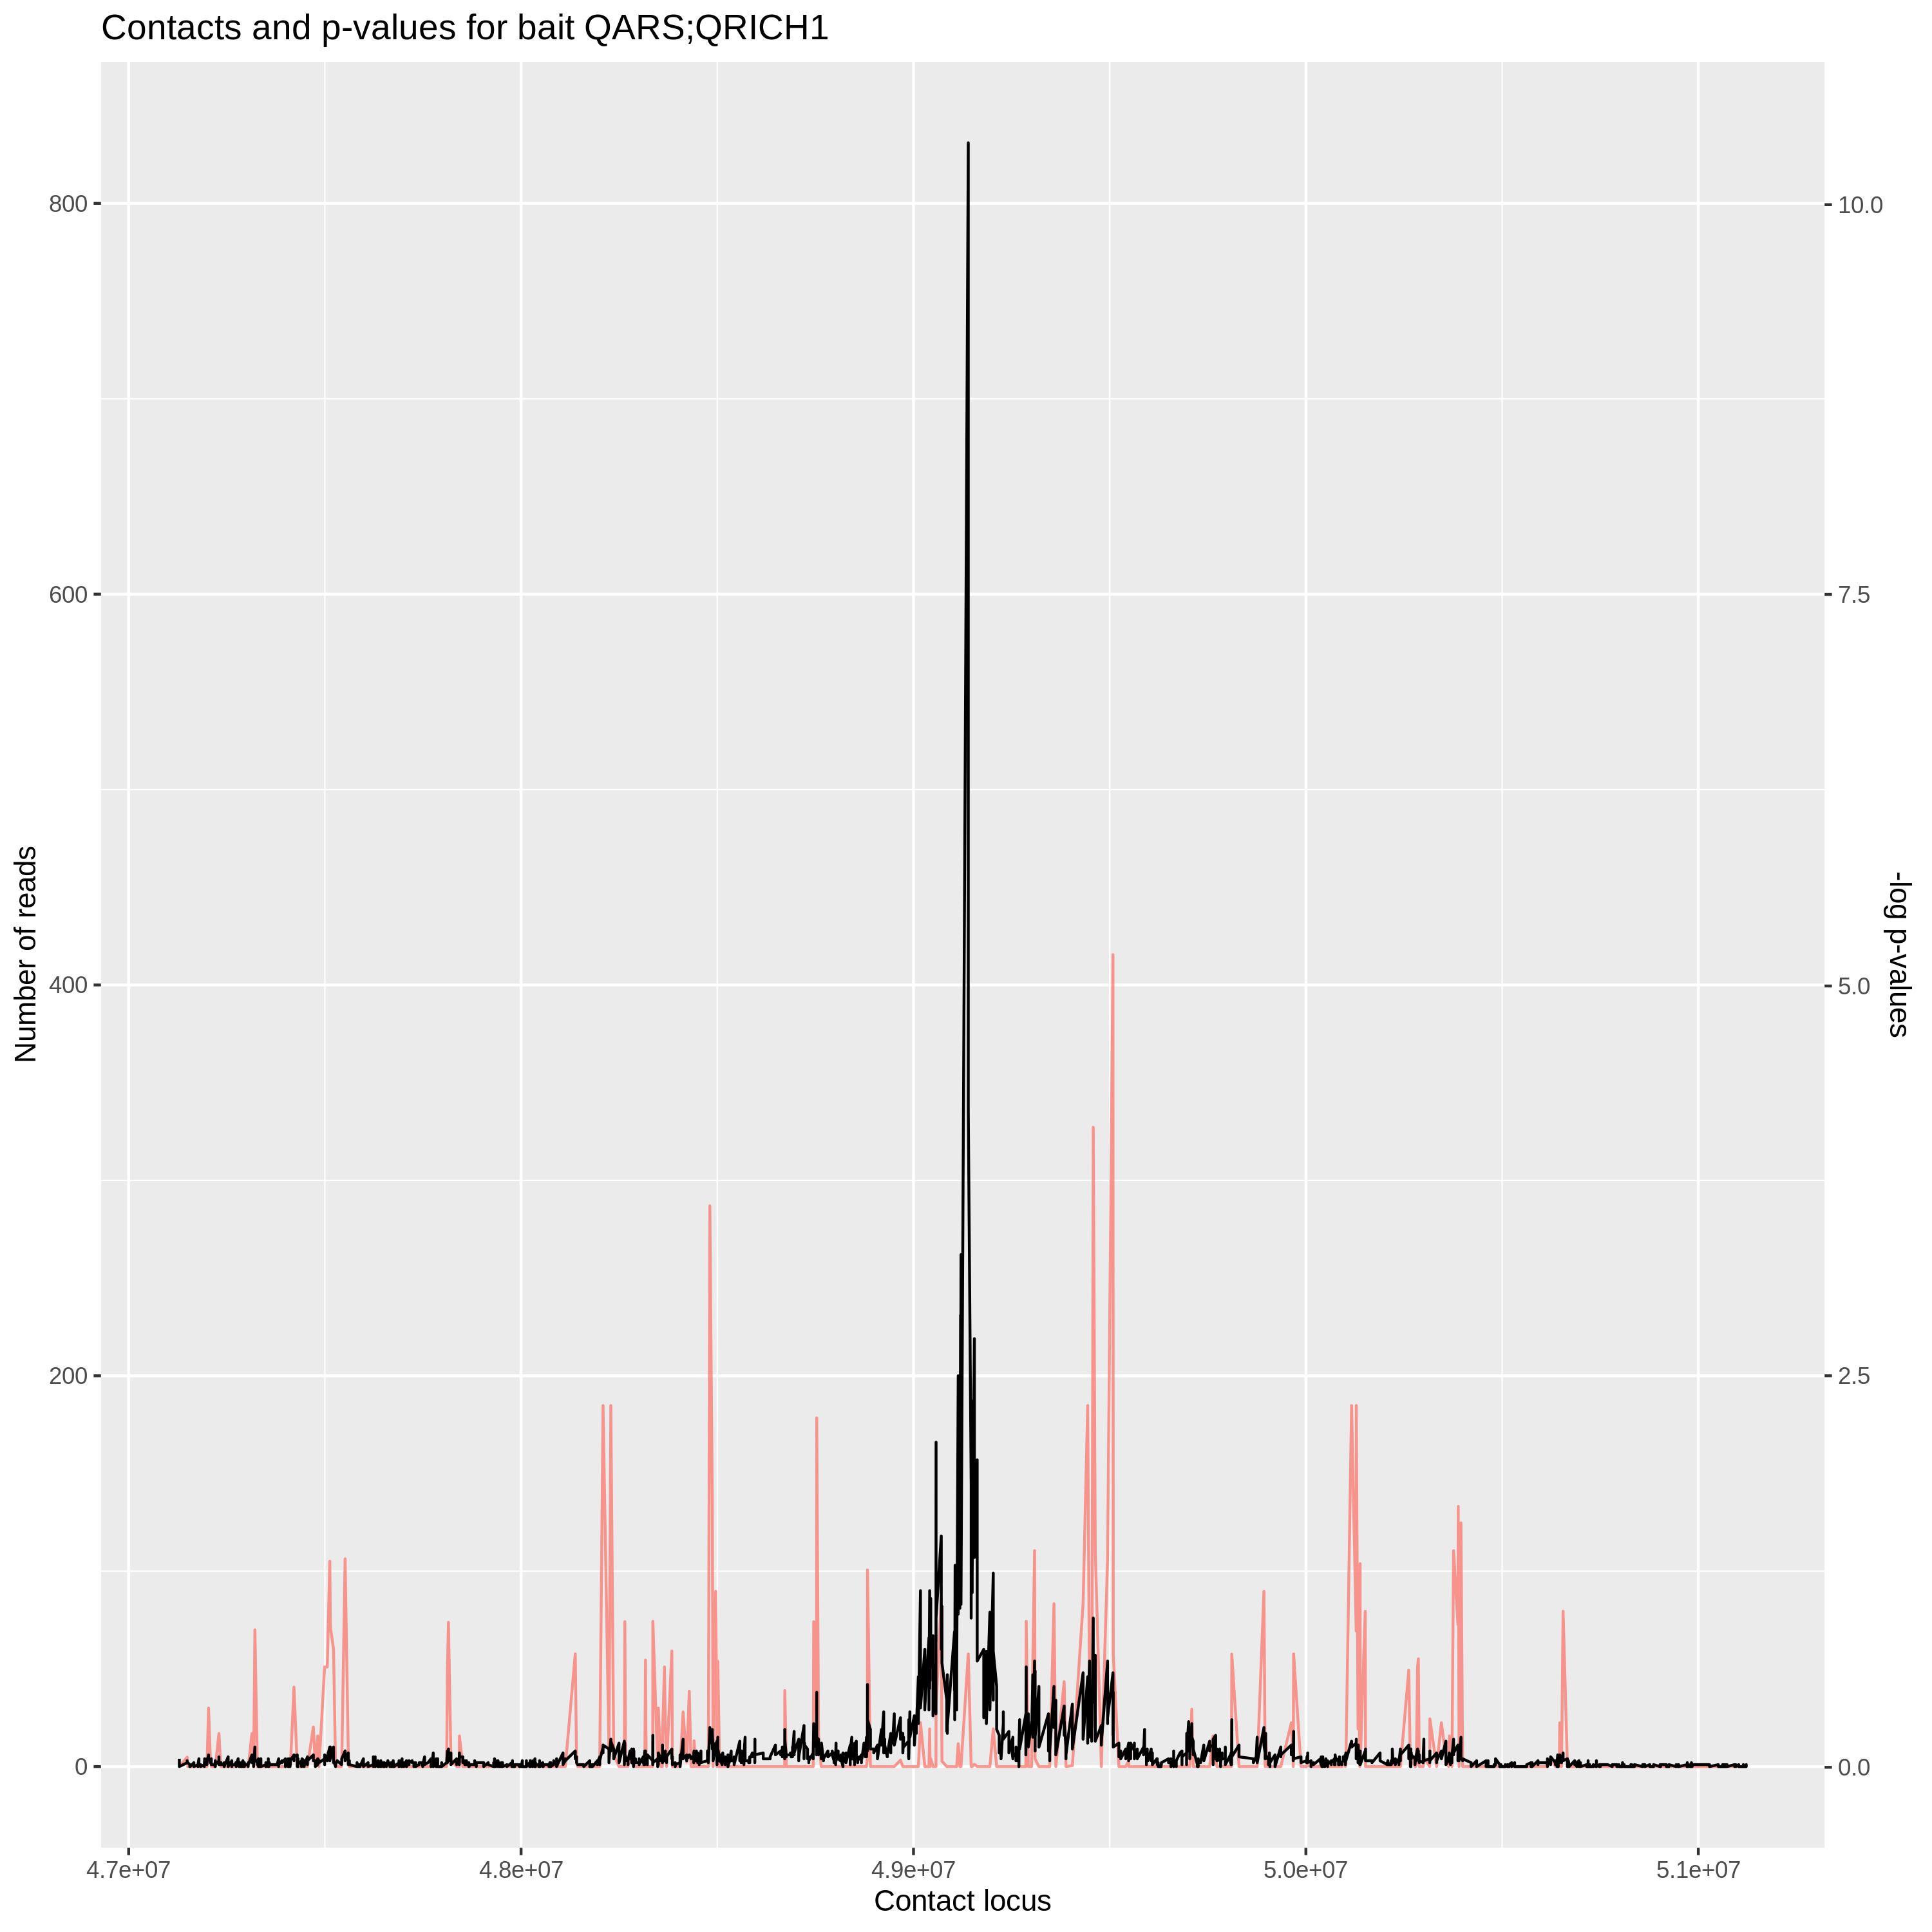 Contacts and p-values for bait QARS;QRICH1
800
600
400
200
0
10.0
7.5
5.0
2.5
0.0
Number of reads
-log p-values
4.7e+07
4.8e+07
4.9e+07
5.0e+07
5.1e+07
Contact locus